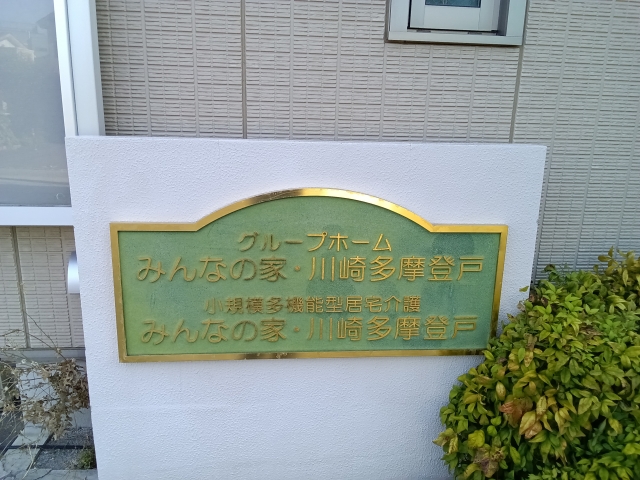 グループホーム
みんなの家・川崎多摩登戸
小規模多機能型居宅介護
みんなの家・川崎多摩登戸